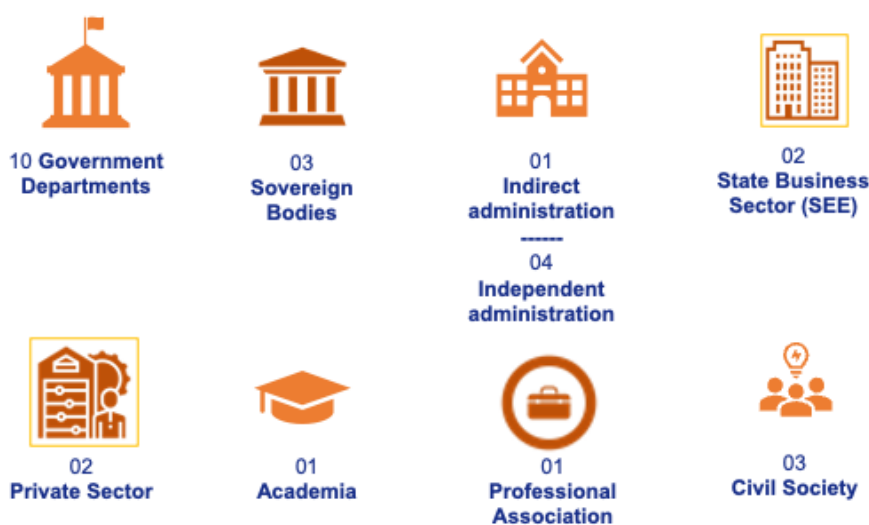 10 Government
Departments
03
Sovereign
Bodies
01
Indirect
administration
------
04
Independent
administration
02
State Business
Sector (SEE)
02
Private Sector
01
Academia
01
Professional
Association
03
Civil Society